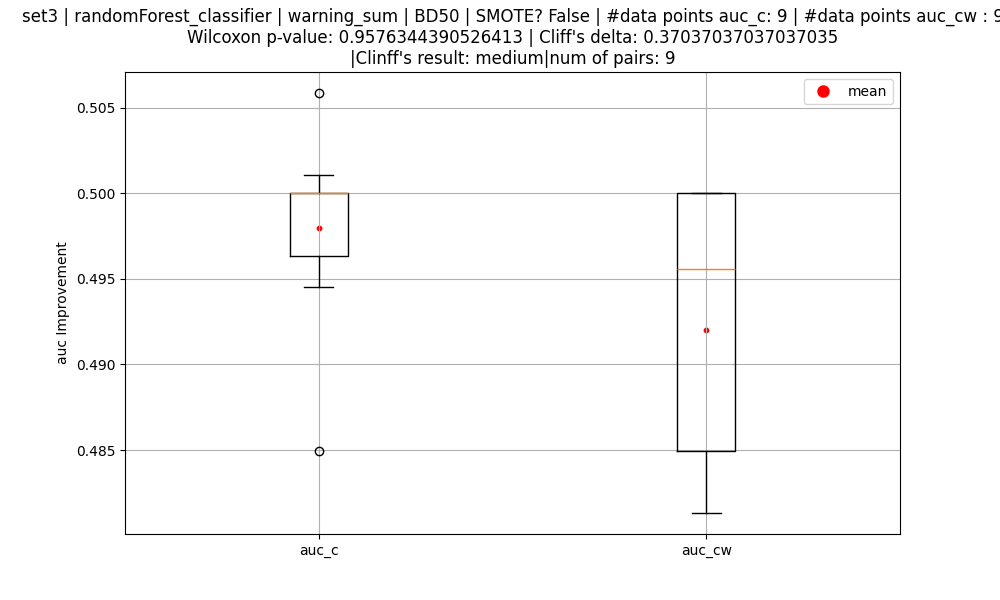 set3 | randomForest_classifier | warning_sum | BD50 | SMOTE? False | #data points auc_c: 9 | #data points auc_cw : 9
Wilcoxon p-value: 0.9576344390526413 | Cliff's delta: 0.37037037037037035
|Clinff's result: medium|num of pairs: 9
mean
0.505
0.500
0.495
0.490
0.485
auc Improvement
auc_c
auc_cw